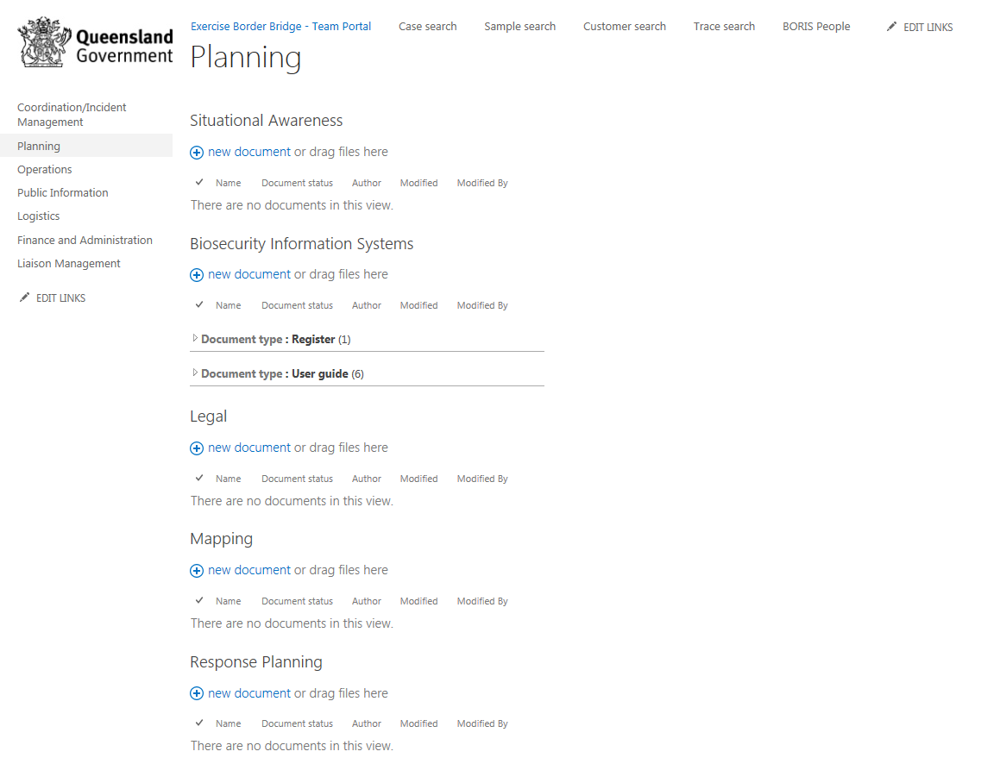 Queensland
Government
Exercise Border Bridge - Team Portal Case search Sample search Customer search Trace search BORIS People EDIT LINKS
Planning
Coordination/Incident
Management
Planning
Operations
Public Information
Logistics
Finance and Administration
Liaison Management
EDIT LINKS
Situational Awareness
new document or drag files here
Name Document status Author Modified Modified By
There are no documents in this view.
Biosecurity Information Systems
new document or drag files here
Name Document status Author Modified Modified By
Document type : Register (1)
Document type : User guide (6)
Legal
new document or drag files here
Name Document status Author Modified Modified By
There are no documents in this view.
Mapping
new document or drag files here
Name Document status Author Modified Modified By
There are no documents in this view.
Response Planning
new document or drag files here
Name Document status Author Modified Modified By
There are no documents in this view.